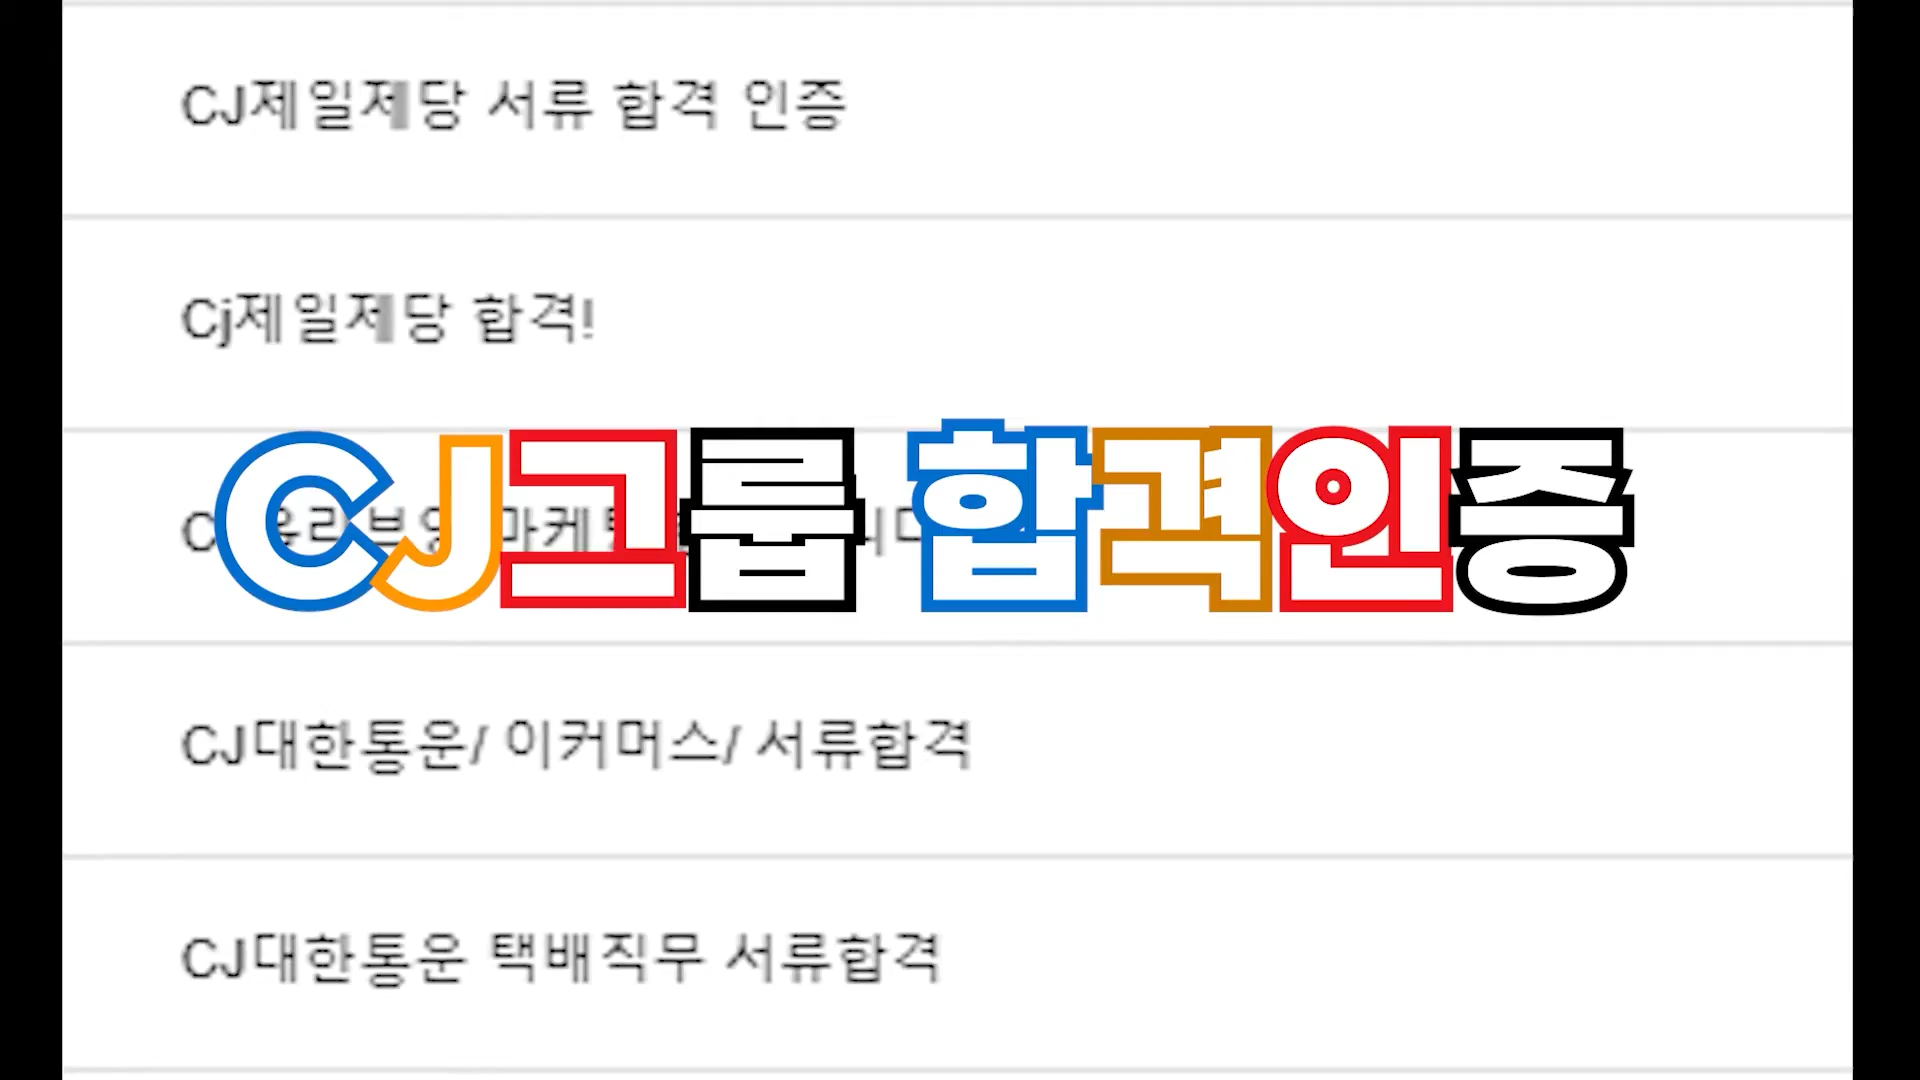 CJ제일제당 서류 합격 인증
Cj제일제당 합격!
CJ그룹 합격인증
CJ대한통운/ 이커머스/ 서류합격
CJ대한통운 택배직무 서류합격